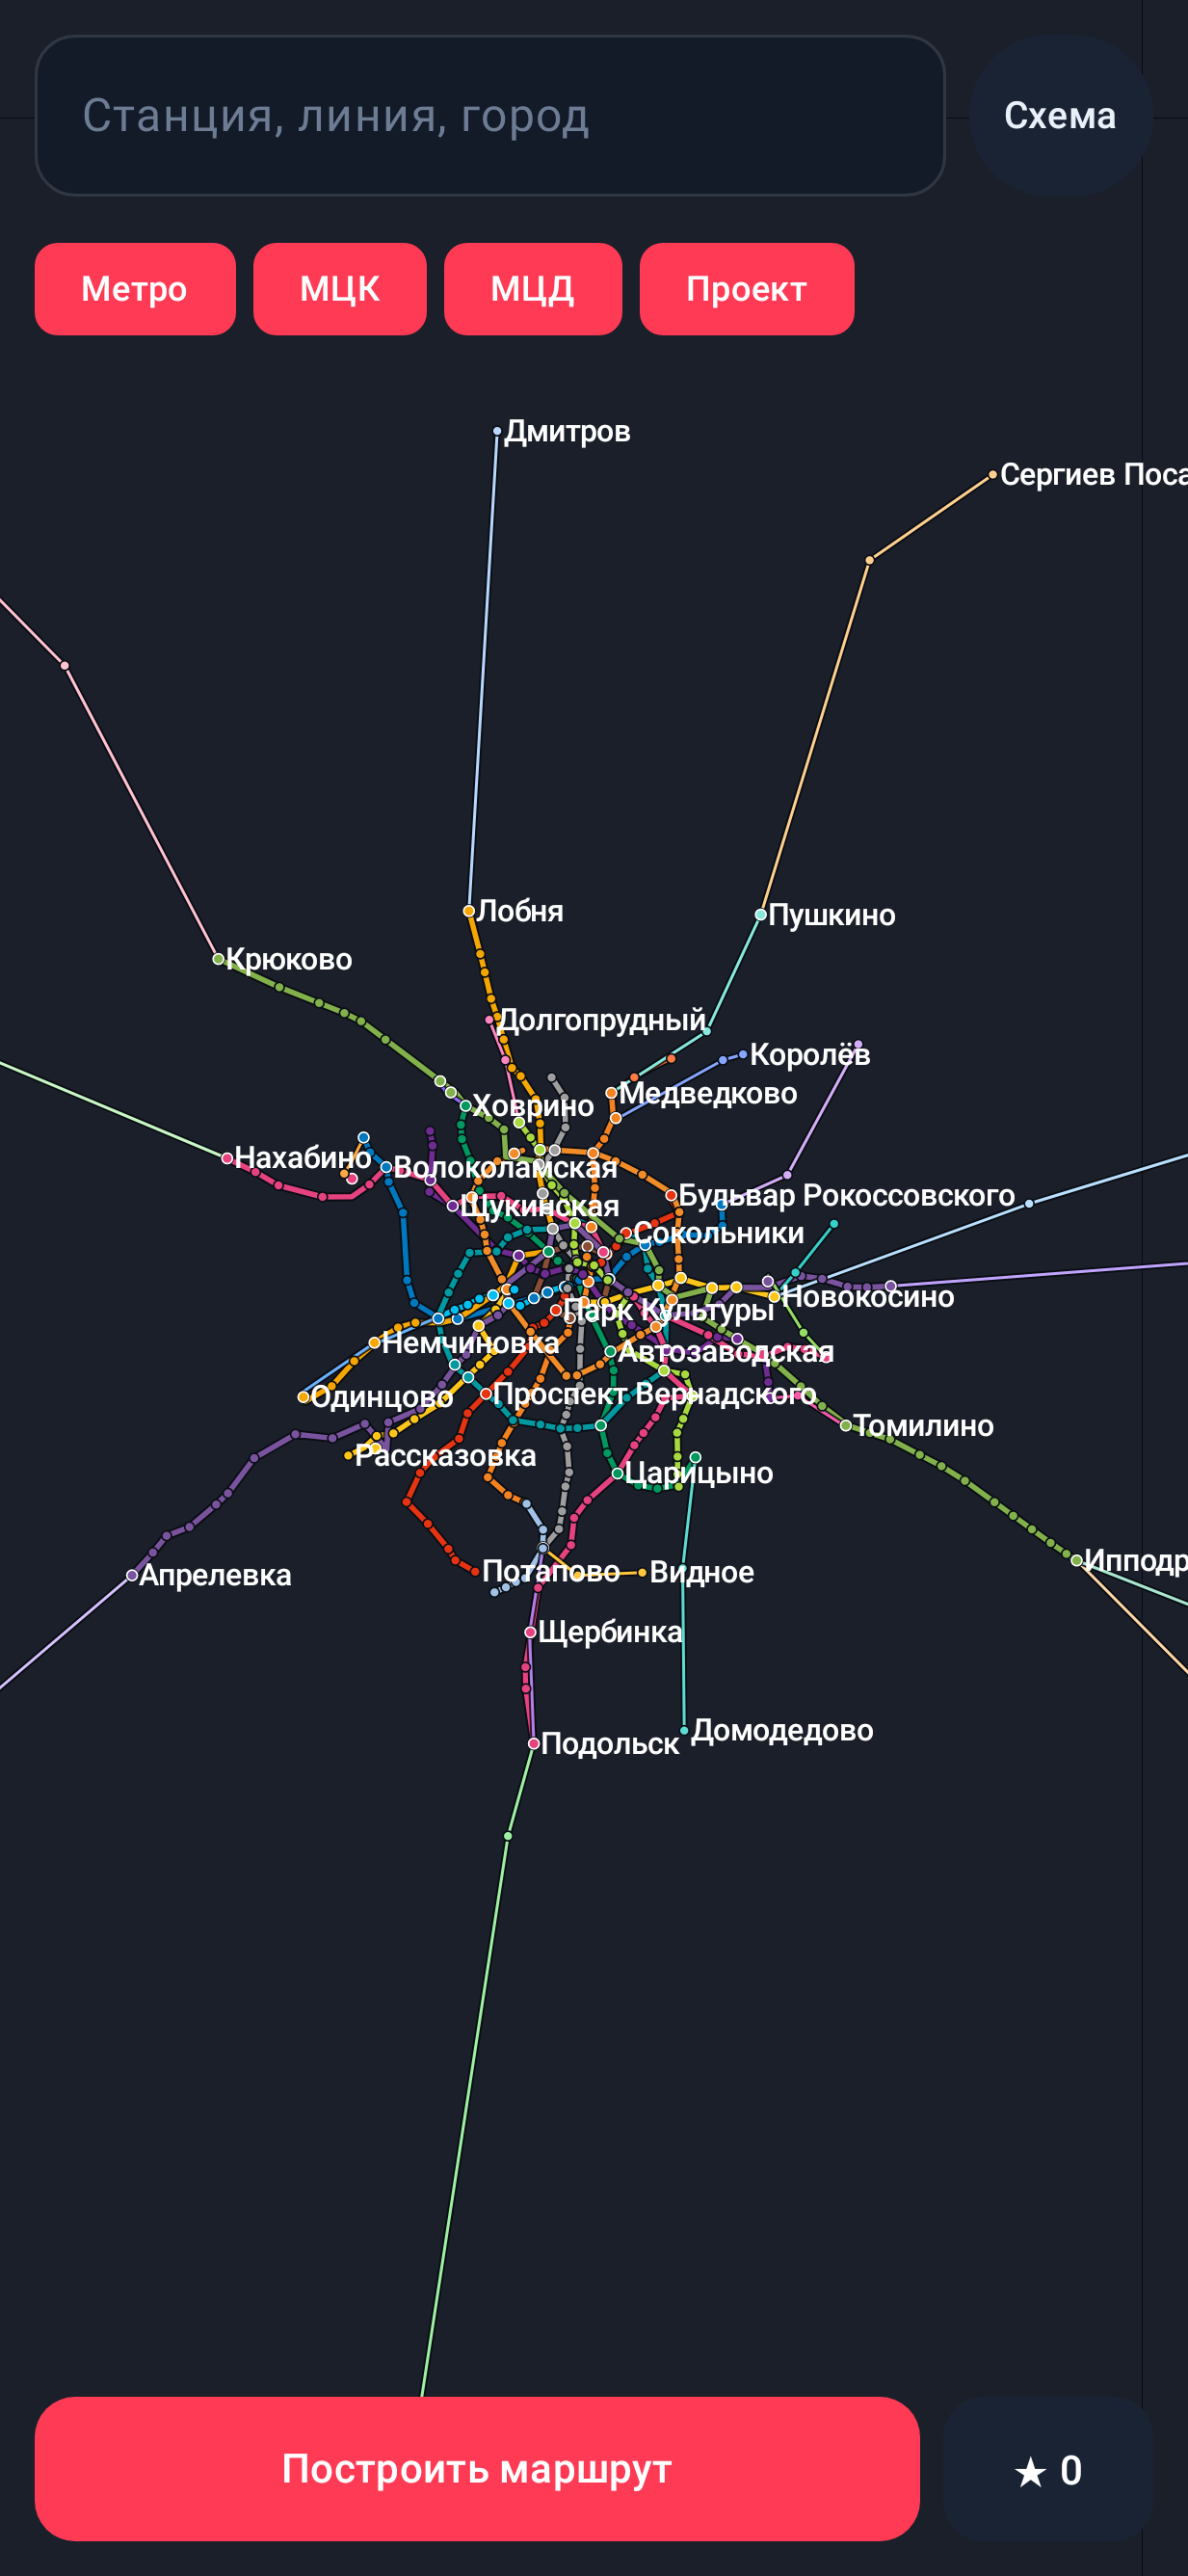 Станция, линия, город
Схема
Метро
МЦК
МЦД
Проект
Дмитров
Сергиев Поса
Лобня
Пушкино
Крюково
Долгопрудный
Королёв
Медведково
Ховрино
Нахабино
Волоколамская
Бульвар Рокоссовского
Щукинская
Сокольники
Новокосино
Парк Культуры
Немчиновка
Автозаводская
Одинцово
Проспект Вернадского
Томилино
Рассказовка
Царицыно
Ипподр
Апрелевка
Потапово
Видное
Щербинка
Подольск
Домодедово
Построить маршрут
★ 0